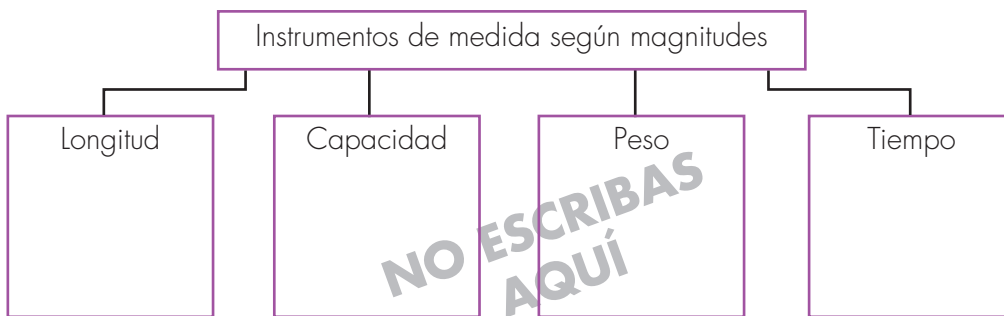 Instrumentos de medida según magnitudes
Longitud
Capacidad
Peso
Tiempo
NO ESCRIBAS
AQUÍ